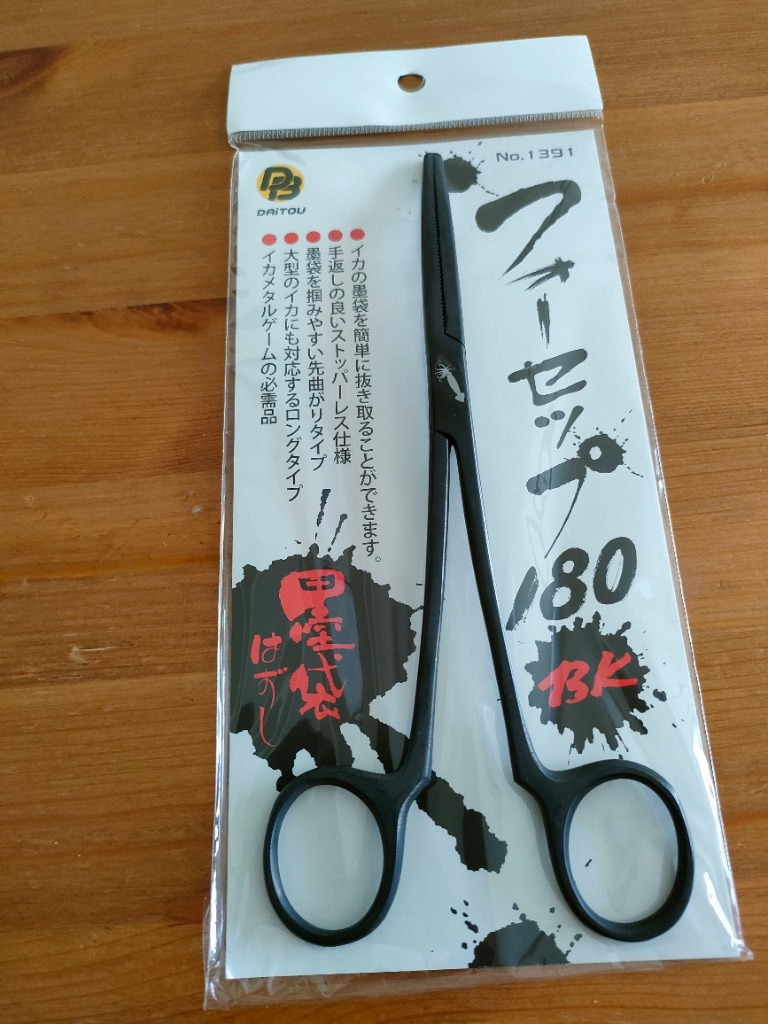 No.1391
フォーセップ
180
BK
DB
DAITOU
●イカの墨袋を簡単に抜き取ることができます。
●手返しの良いストッパーレス仕様
●墨袋を掴みやすい先曲がりタイプ
●大型のイカにも対応するロングタイプ
●イカメタルゲームの必需品
墨袋
はずし